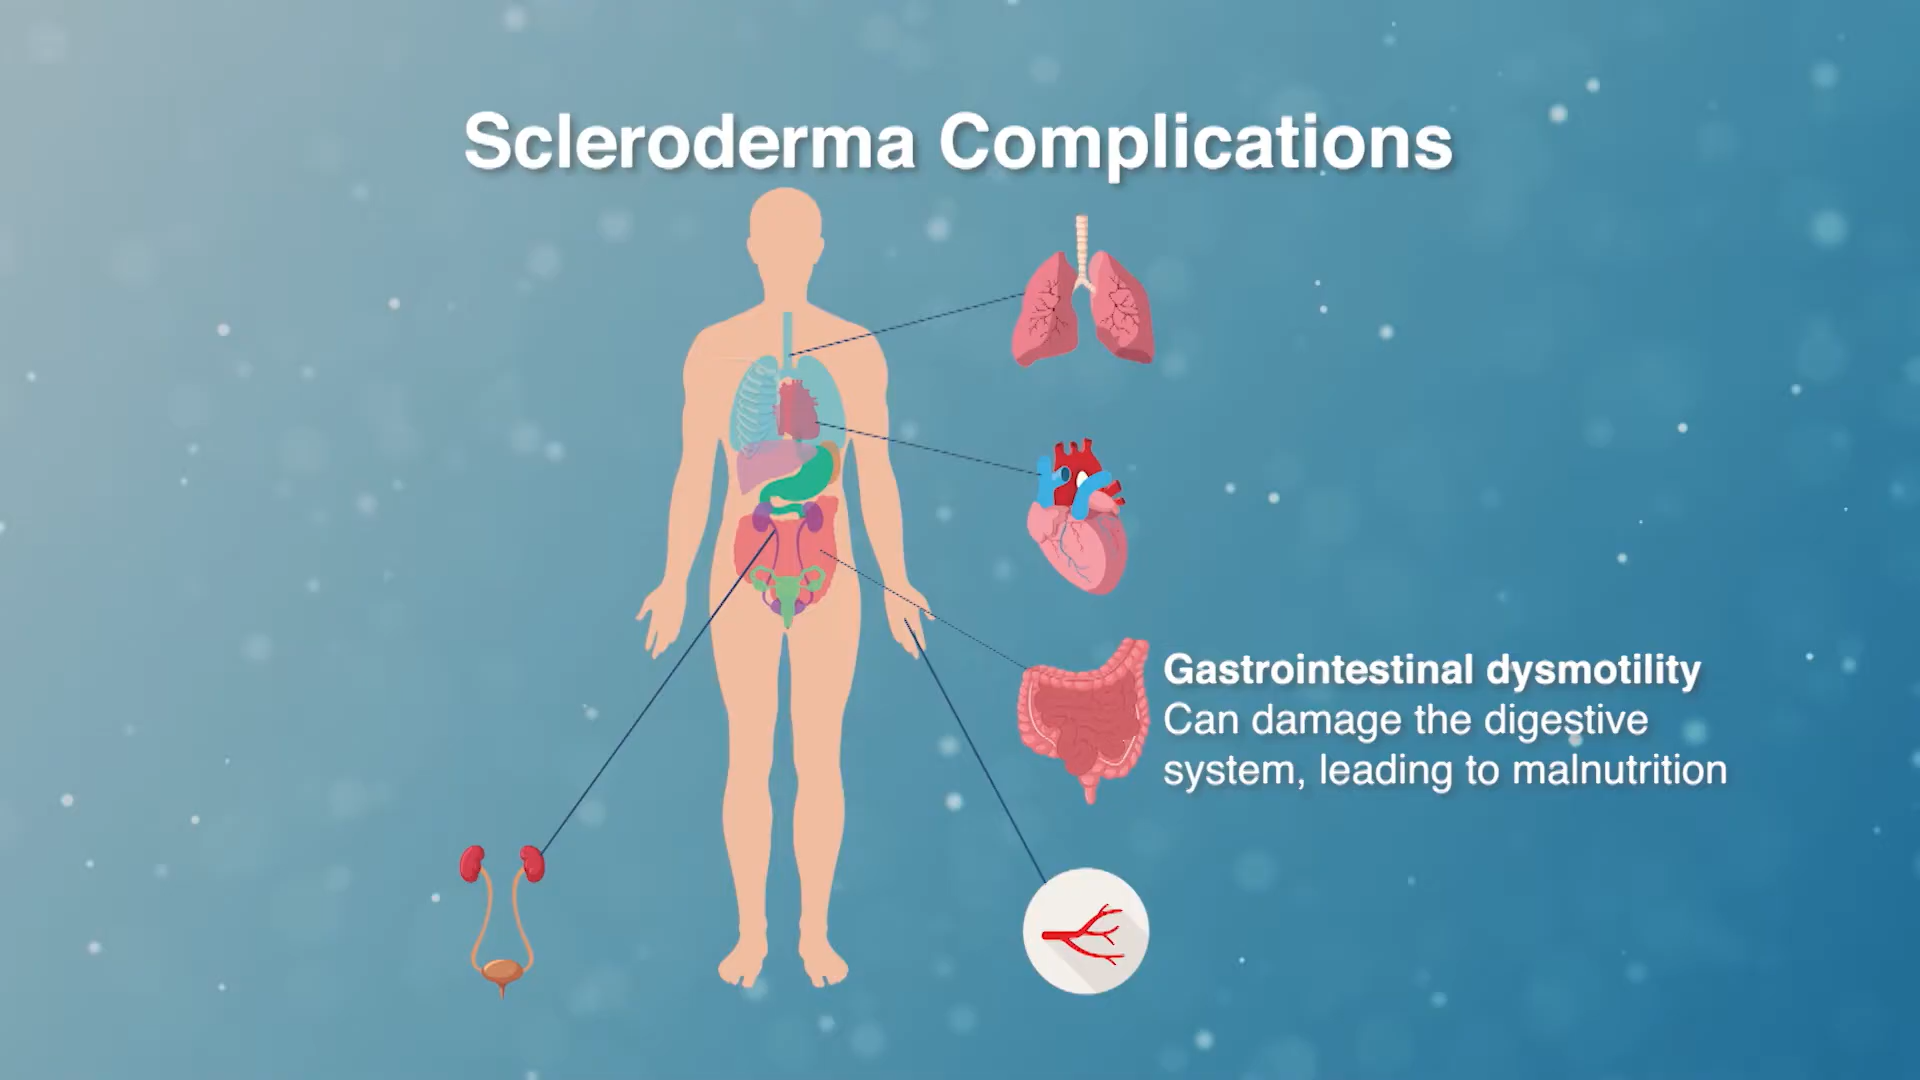 Scleroderma Complications
Gastrointestinal dysmotility
Can damage the digestive
system, leading to malnutrition